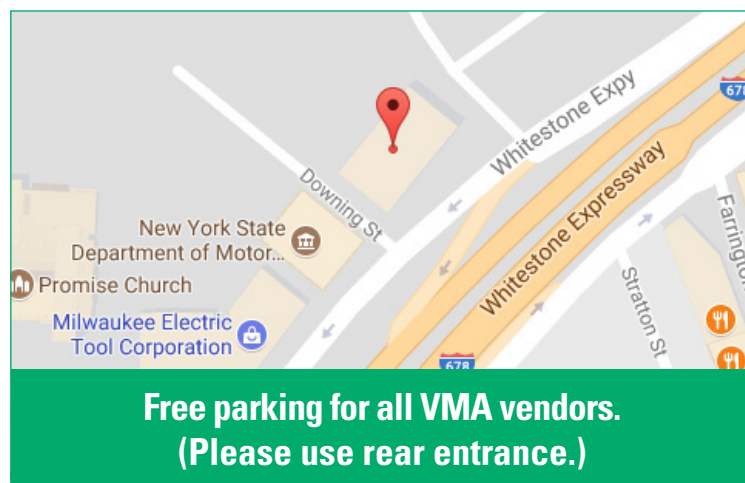 678
Whitestone Expy
Whitestone Expressway
Downing St
New York State
Department of Motor...
Promise Church
Milwaukee Electric
Tool Corporation
Farrington
Stratton St
678
Free parking for all VMA vendors.
(Please use rear entrance.)